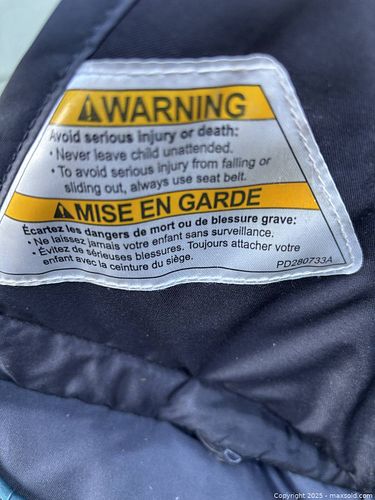 WARNING
Avoid serious injury or death:
• Never leave child unattended.
• To avoid serious injury from falling or
sliding out, always use seat belt.
MISE EN GARDE
Écartez les dangers de mort ou de blessure grave:
• Ne laissez jamais votre enfant sans surveillance.
• Évitez de sérieuses blessures. Toujours attacher votre
enfant avec la ceinture du siège.
PD280733A
Copyright © 2025 - maxsold.com